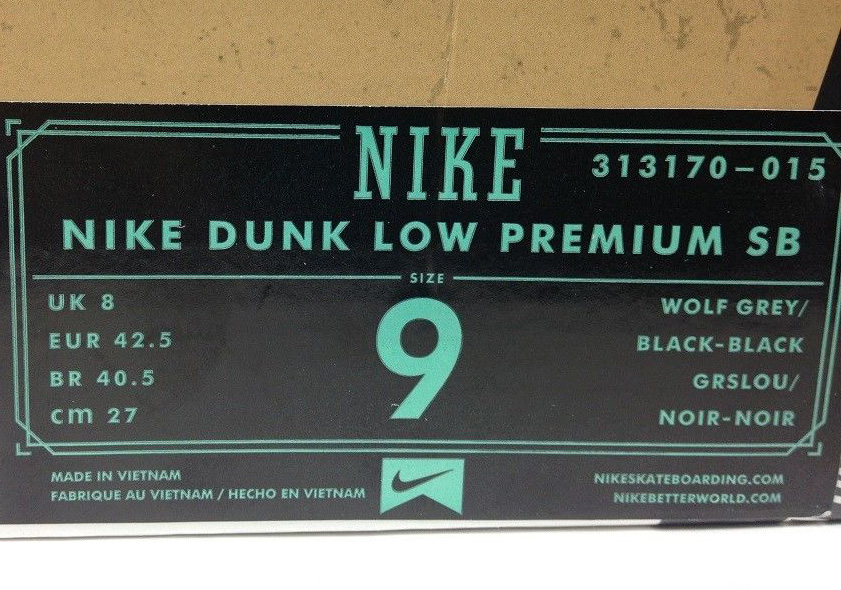 NIKE
313170-015
NIKE DUNK LOW PREMIUM SB
SIZE
9
UK 8
EUR 42.5
BR 40.5
cm 27
WOLF GREY/
BLACK-BLACK
GRSLOU/
NOIR-NOIR
MADE IN VIETNAM
FABRIQUE AU VIETNAM / HECHO EN VIETNAM
NIKESKATEBOARDING.COM
NIKEBETTERWORLD.COM